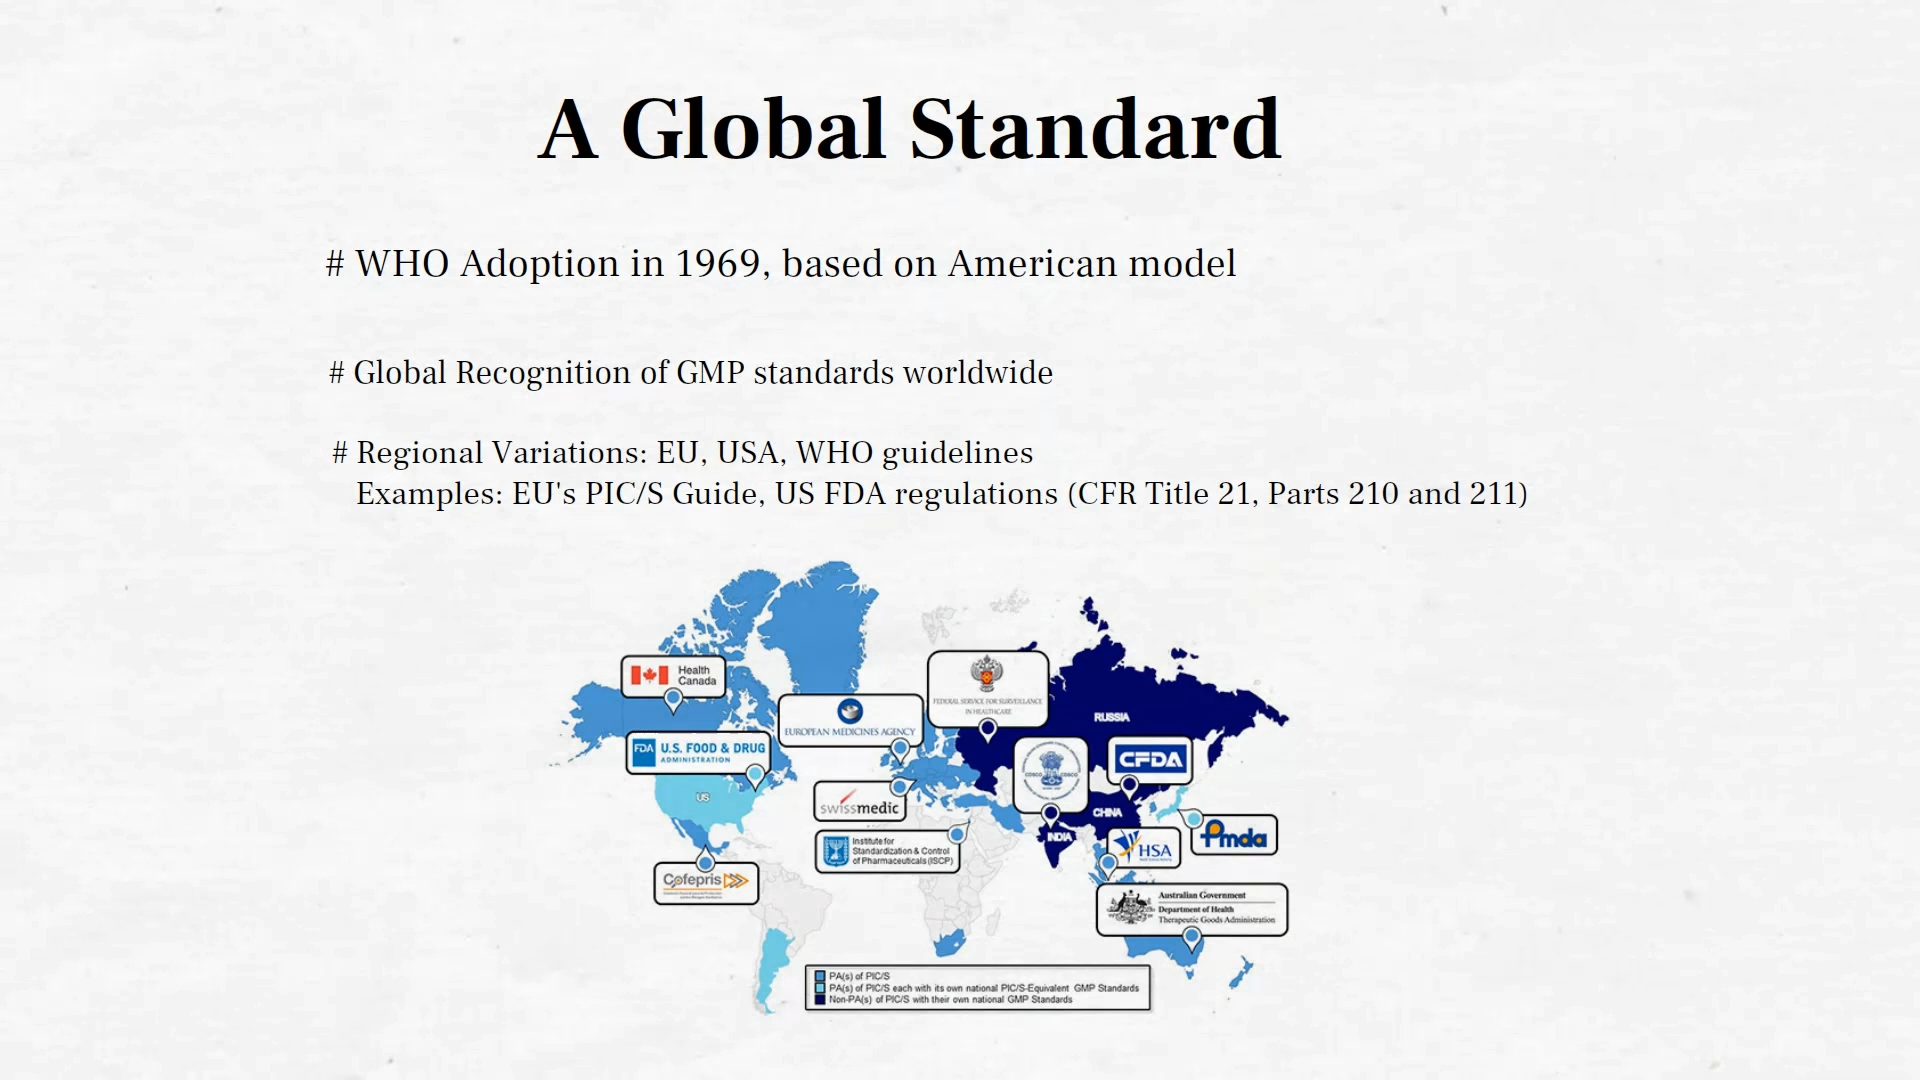 A Global Standard
# WHO Adoption in 1969, based on American model
# Global Recognition of GMP standards worldwide
# Regional Variations: EU, USA, WHO guidelines
Examples: EU's PIC/S Guide, US FDA regulations (CFR Title 21, Parts 210 and 211)
Health
Canada
FEDERAL SERVICE FOR SURVEILLANCE
IN HEALTHCARE
RUSSIA
EUROPEAN MEDICINES AGENCY
FDA U.S. FOOD & DRUG
ADMINISTRATION
CDSCO CDSCO
CFDA
US
swissmedic
CHINA
INDIA
Pmda
Institute for
Standardization & Control
of Pharmaceuticals (ISCP)
HSA
Cofepris
Australian Government
Department of Health
Therapeutic Goods Administration
PA(s) of PIC/S
PA(s) of PIC/S each with its own national PIC/S-Equivalent GMP Standards
Non-PA(s) of PIC/S with their own national GMP Standards